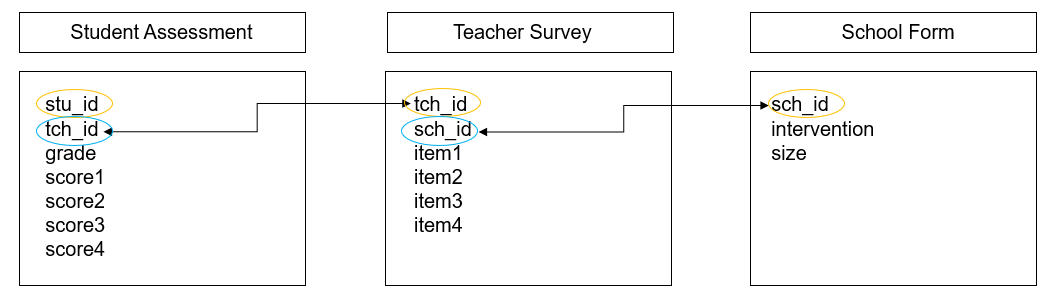 Student Assessment
stu_id
tch_id
grade
score1
score2
score3
score4
Teacher Survey
tch_id
sch_id
item1
item2
item3
item4
School Form
sch_id
intervention
size